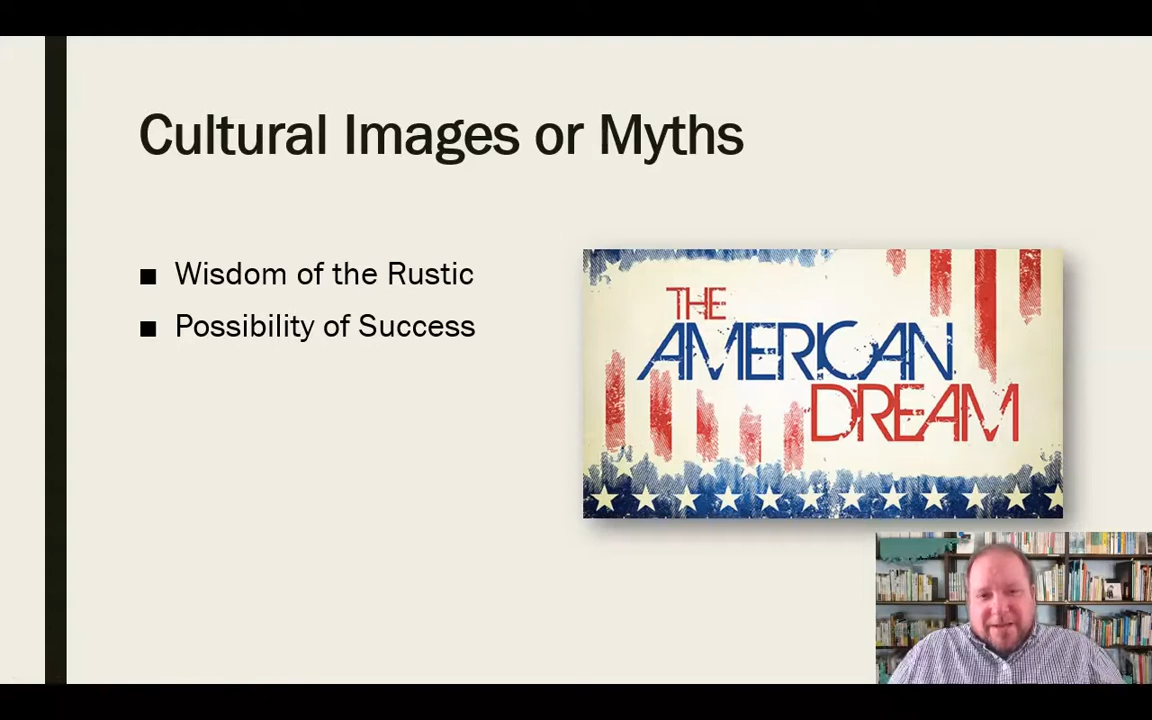 Cultural Images or Myths
■ Wisdom of the Rustic
■ Possibility of Success
THE
AMERICAN
DREAM